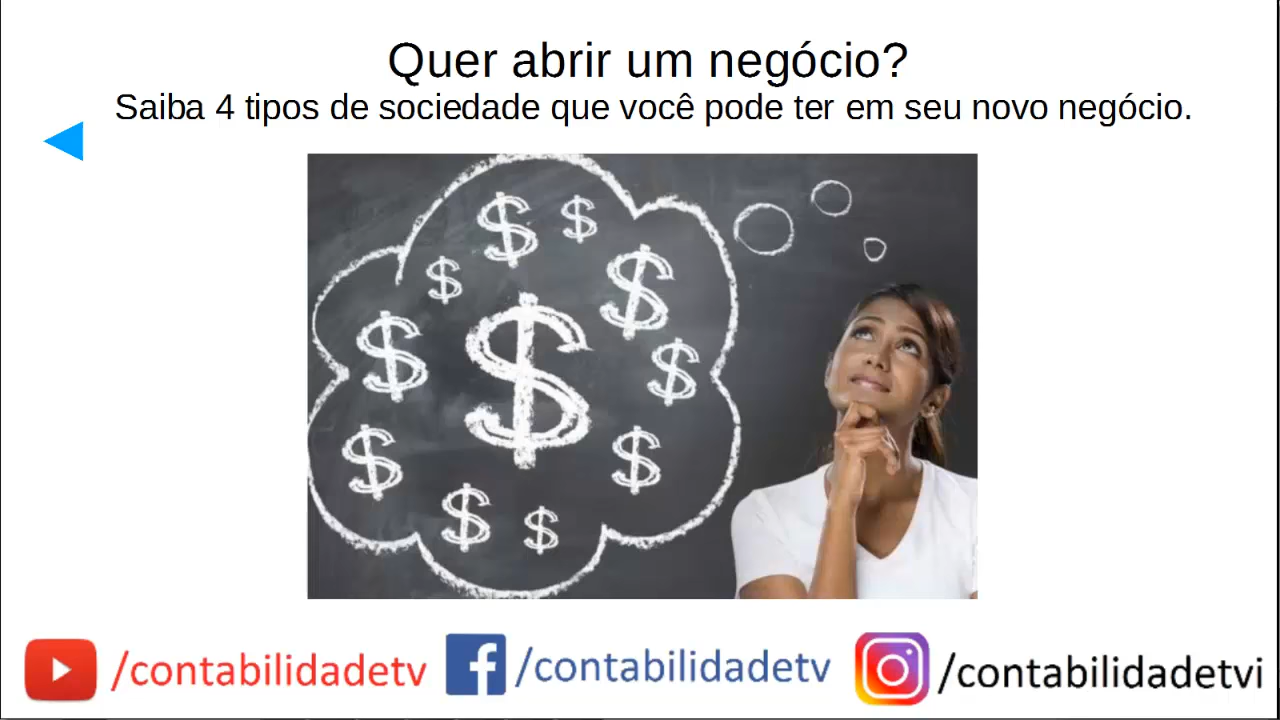 Quer abrir um negócio?
Saiba 4 tipos de sociedade que você pode ter em seu novo negócio.
$ $ $ $ $ $ $ $ $ $ $ $
/contabilidadetv /contabilidadetv /contabilidadetvi